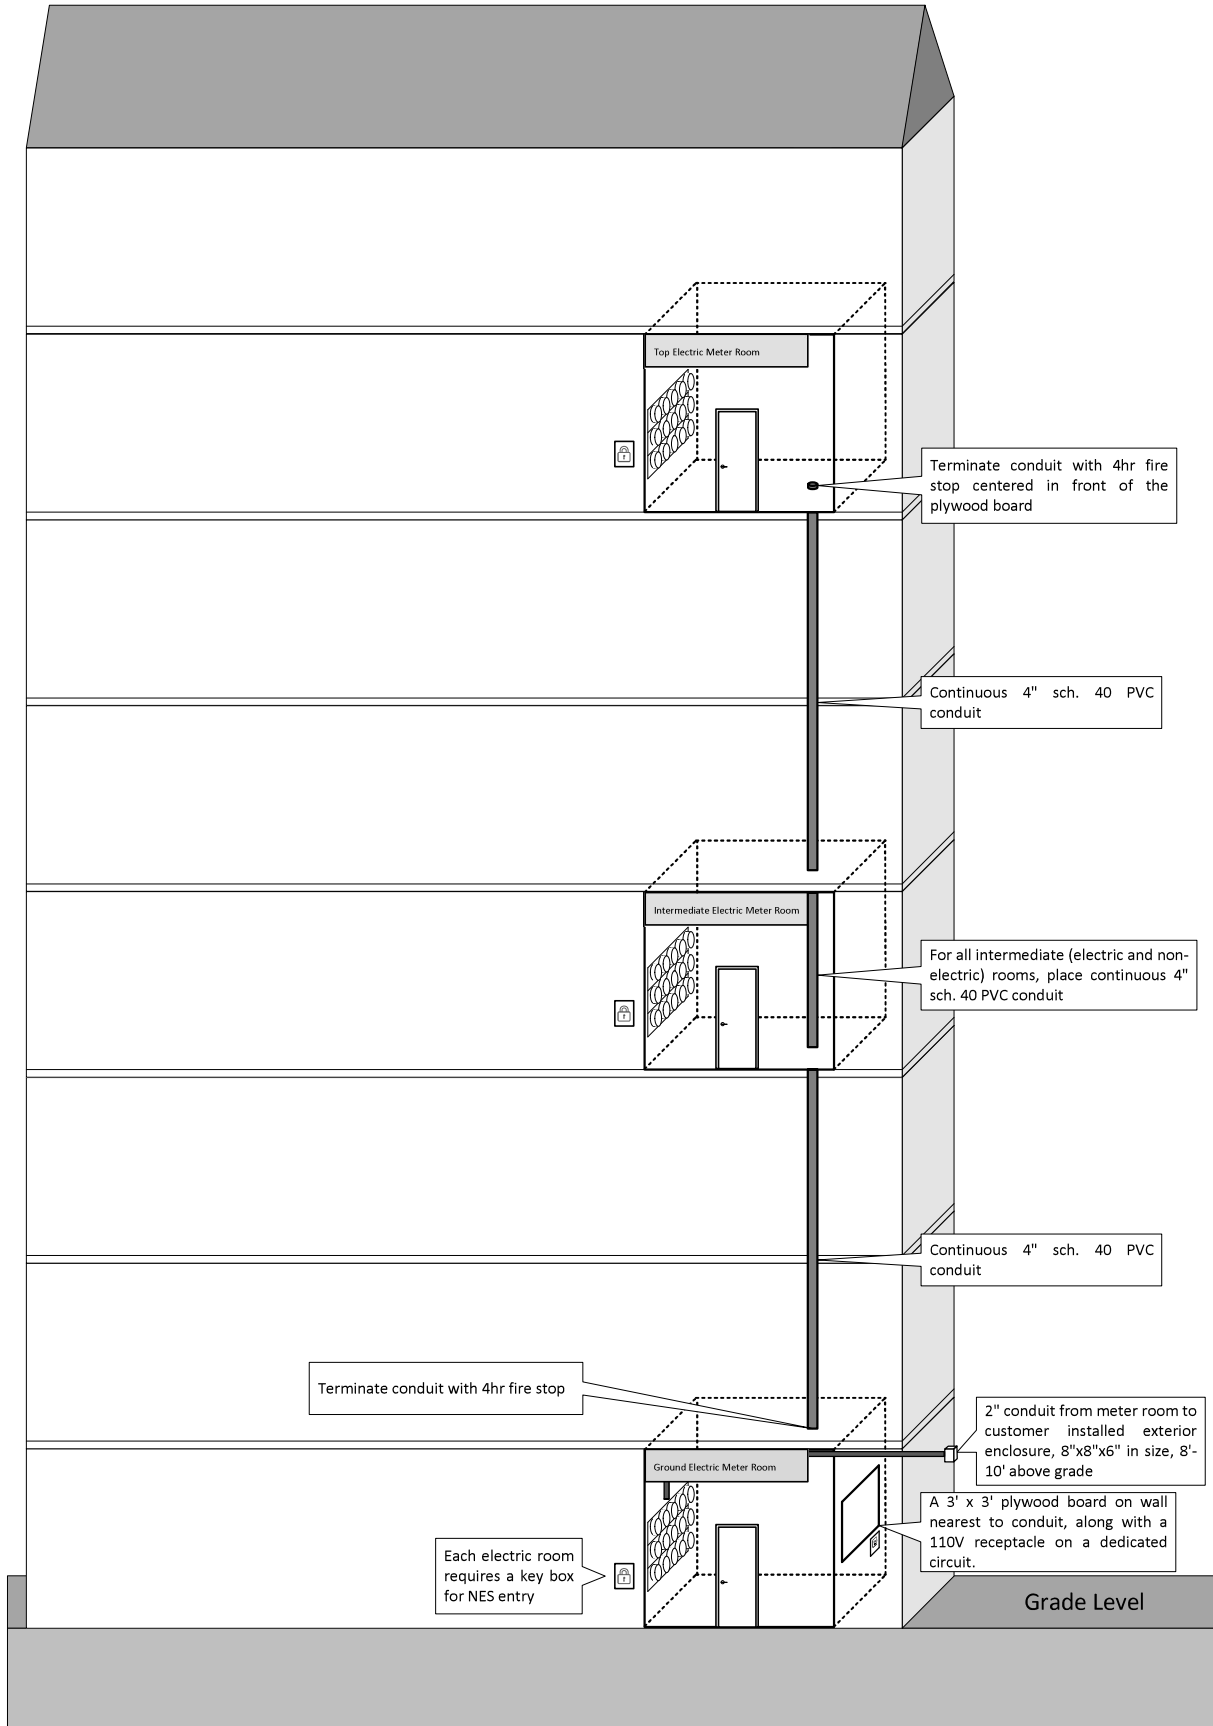 Top Electric Meter Room
Terminate conduit with 4hr fire
stop centered in front of the
plywood board
Continuous 4" sch. 40 PVC
conduit
Intermediate Electric Meter Room
For all intermediate (electric and non-
electric) rooms, place continuous 4"
sch. 40 PVC conduit
Continuous 4" sch. 40 PVC
conduit
Terminate conduit with 4hr fire stop
2" conduit from meter room to
customer installed exterior
enclosure, 8"x8"x6" in size, 8'-
10' above grade
Ground Electric Meter Room
A 3' x 3' plywood board on wall
nearest to conduit, along with a
110V receptacle on a dedicated
circuit.
Each electric room
requires a key box
for NES entry
Grade Level